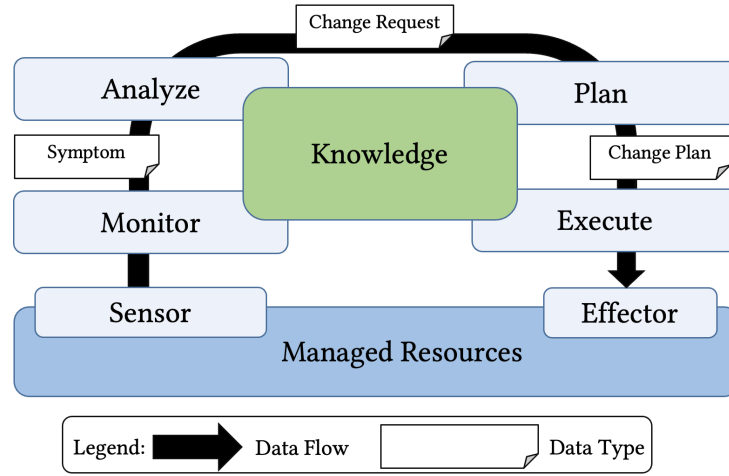 Change Request
Analyze
Plan
Symptom
Knowledge
Change Plan
Monitor
Execute
Sensor
Effector
Managed Resources
Legend: Data Flow Data Type